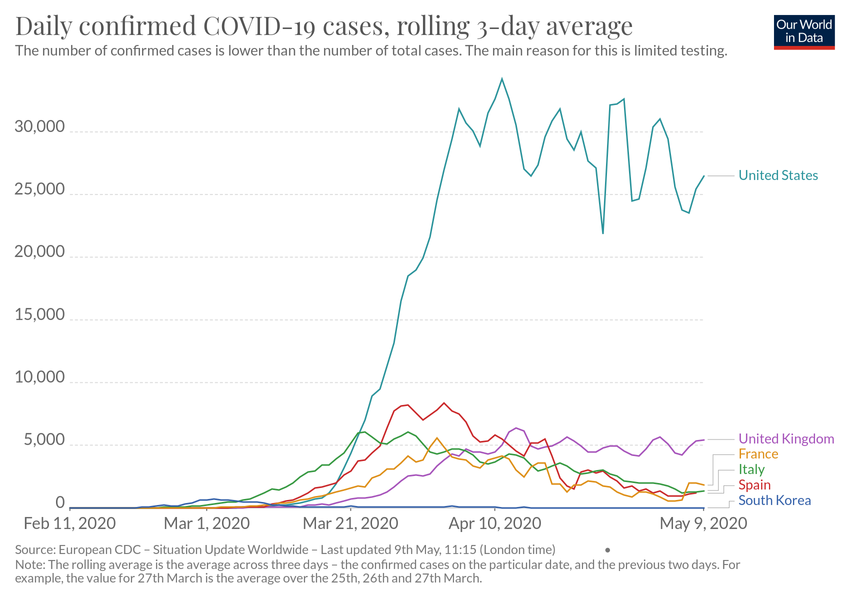 Daily confirmed COVID-19 cases, rolling 3-day average
The number of confirmed cases is lower than the number of total cases. The main reason for this is limited testing.
Our World
in Data
30,000
25,000
20,000
15,000
10,000
5,000
0
United States
United Kingdom
France
Italy
Spain
South Korea
Feb 11, 2020 Mar 1, 2020 Mar 21, 2020 Apr 10, 2020 May 9, 2020
Source: European CDC – Situation Update Worldwide – Last updated 9th May, 11:15 (London time) •
Note: The rolling average is the average across three days – the confirmed cases on the particular date, and the previous two days. For
example, the value for 27th March is the average over the 25th, 26th and 27th March.